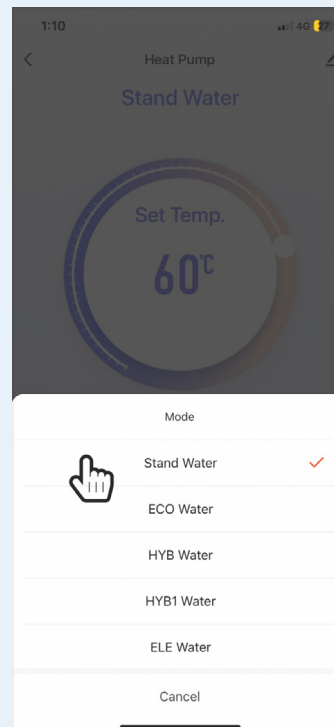 1:10 4G 27
Heat Pump
Stand Water
Set Temp.
60°C
Mode
Stand Water
ECO Water
HYB Water
HYB1 Water
ELE Water
Cancel